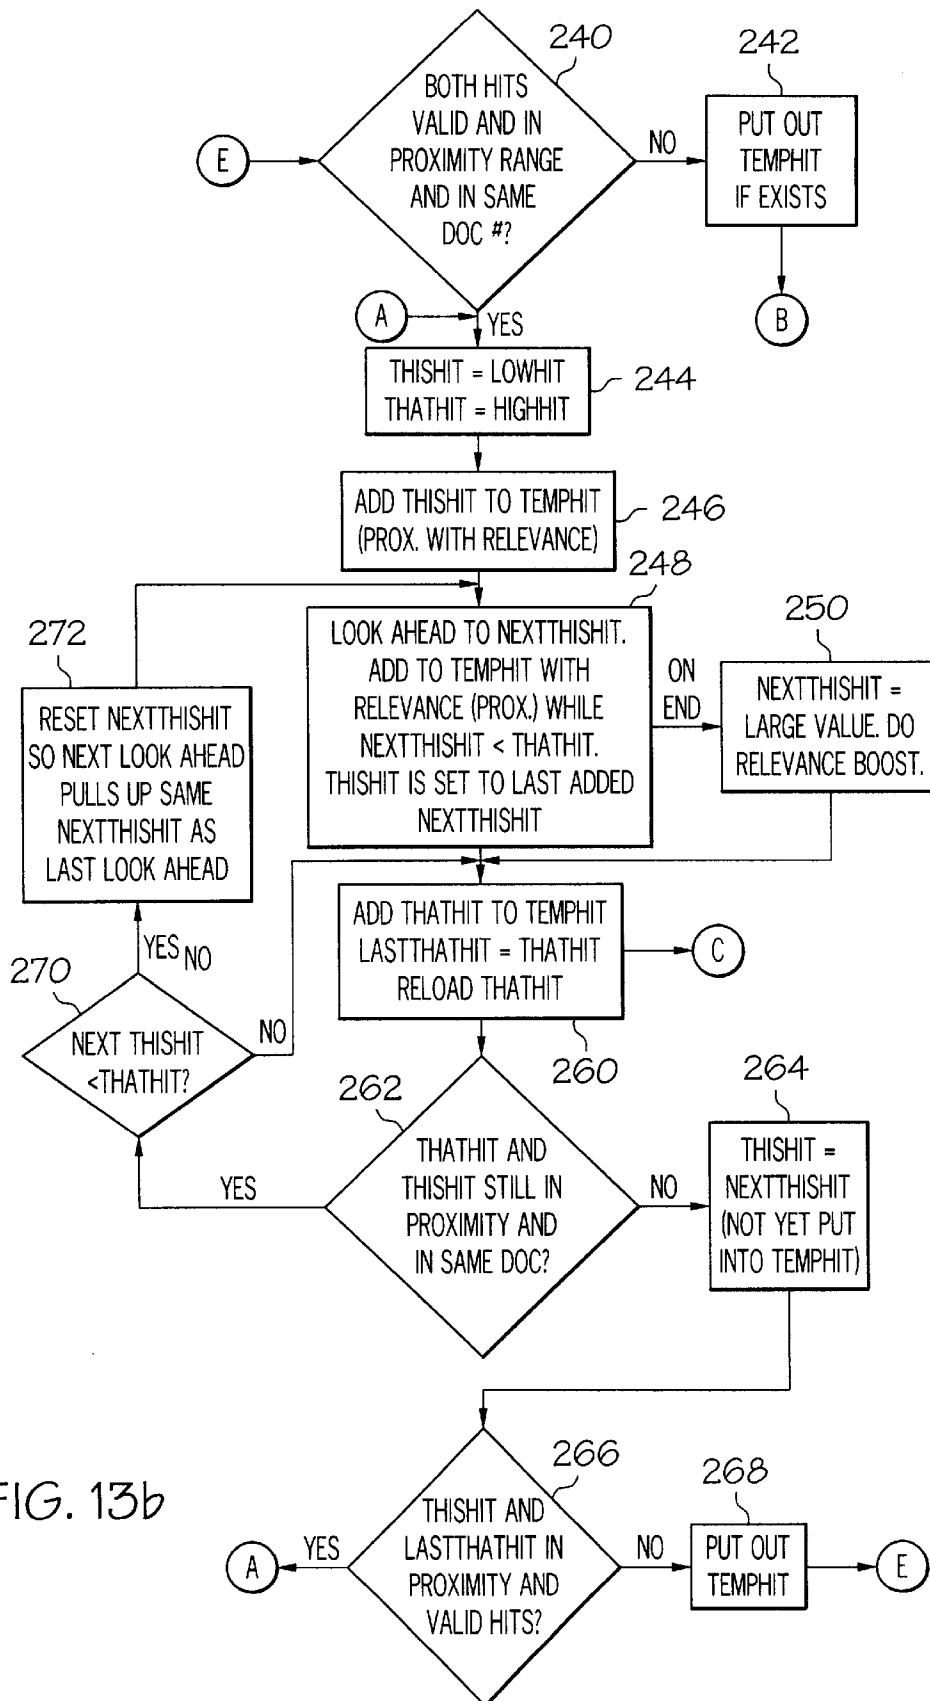 240
BOTH HITS
VALID AND IN
PROXIMITY RANGE
AND IN SAME
DOC #?
E
NO
242
PUT OUT
TEMPHIT
IF EXISTS
B
A
YES
THISHIT = LOWHIT
THATHIT = HIGHHIT
244
ADD THISHIT TO TEMPHIT
(PROX. WITH RELEVANCE)
246
248
LOOK AHEAD TO NEXTTHISHIT.
ADD TO TEMPHIT WITH
RELEVANCE (PROX.) WHILE
NEXTTHISHIT < THATHIT.
THISHIT IS SET TO LAST ADDED
NEXTTHISHIT
ON
END
250
NEXTTHISHIT =
LARGE VALUE. DO
RELEVANCE BOOST.
272
RESET NEXTTHISHIT
SO NEXT LOOK AHEAD
PULLS UP SAME
NEXTTHISHIT AS
LAST LOOK AHEAD
ADD THATHIT TO TEMPHIT
LASTTHATHIT = THATHIT
RELOAD THATHIT
C
260
YES
NO
270
NEXT THISHIT
<THATHIT?
NO
262
THATHIT AND
THISHIT STILL IN
PROXIMITY AND
IN SAME DOC?
YES
NO
264
THISHIT =
NEXTTHISHIT
(NOT YET PUT
INTO TEMPHIT)
266
THISHIT AND
LASTTHATHIT IN
PROXIMITY AND
VALID HITS?
YES
A
NO
268
PUT OUT
TEMPHIT
E
FIG. 13b